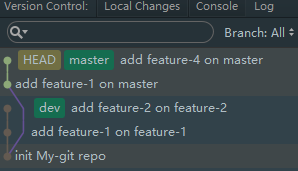 Version Control: Local Changes Console Log
Branch: All
HEAD master add feature-4 on master
add feature-1 on master
dev add feature-2 on feature-2
add feature-1 on feature-1
init My-git repo